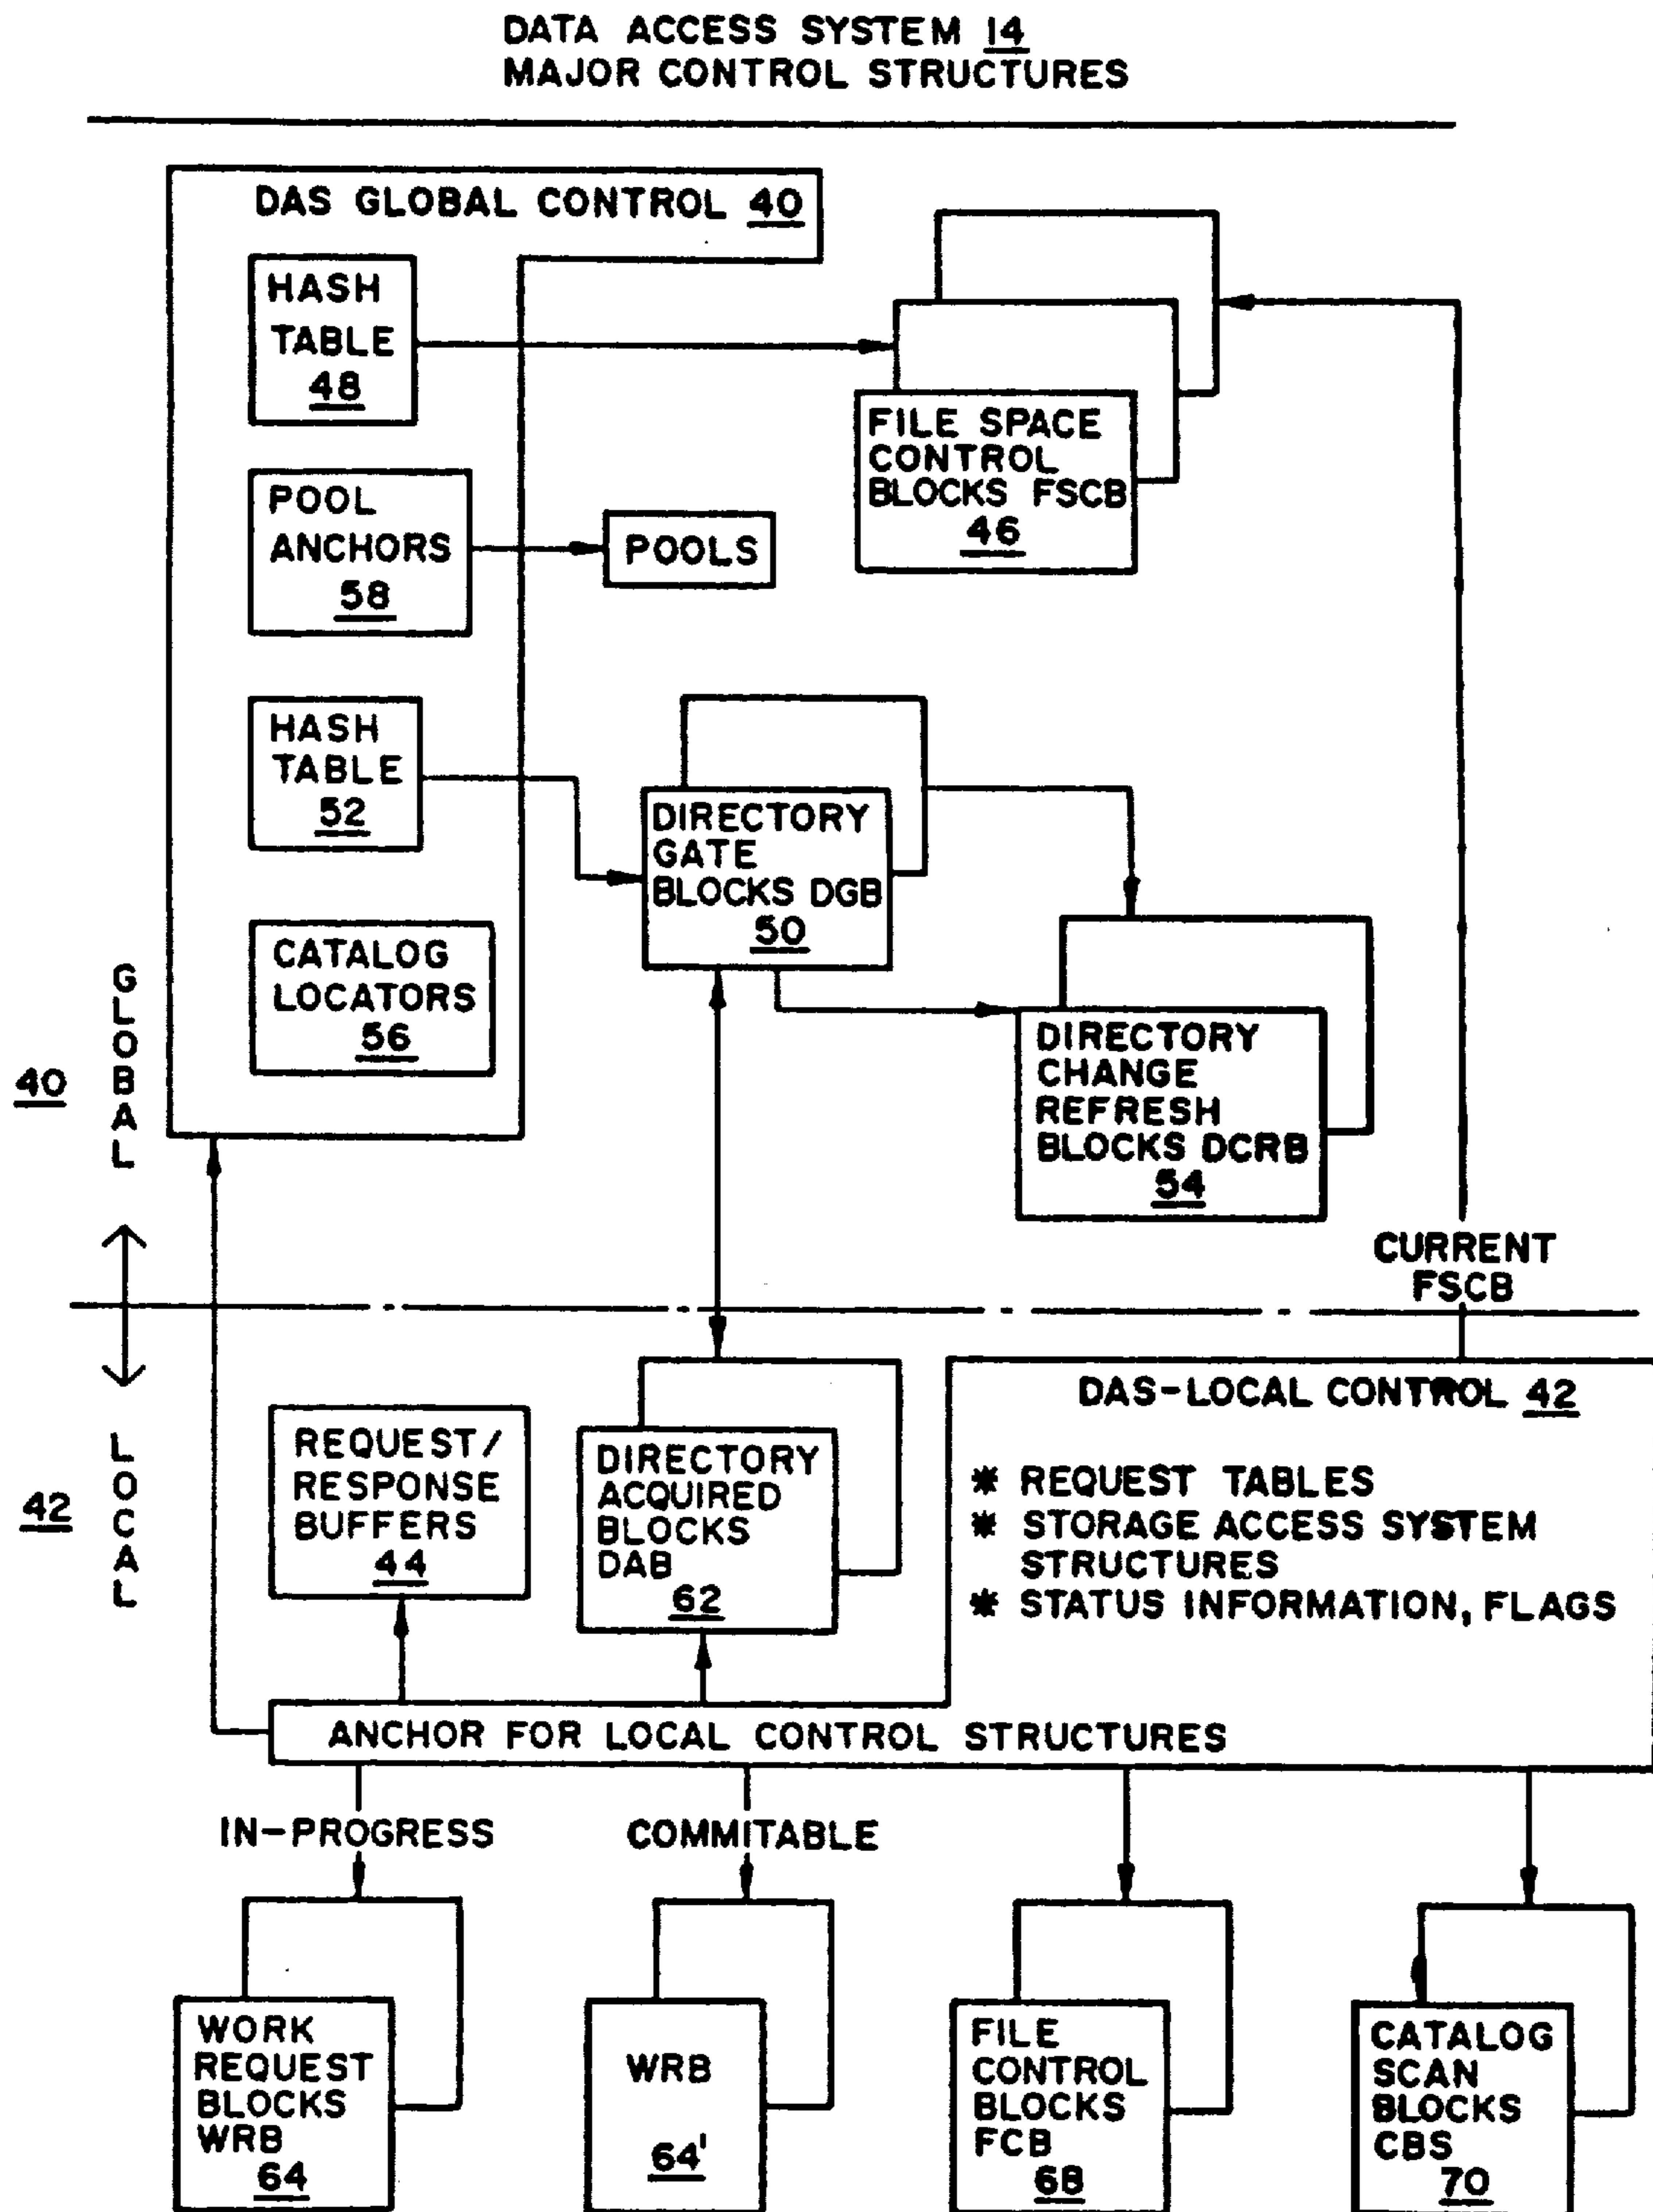 DATA ACCESS SYSTEM 14
MAJOR CONTROL STRUCTURES
DAS GLOBAL CONTROL 40
HASH
TABLE
48
FILE SPACE
CONTROL
BLOCKS FSCB
46
POOL
ANCHORS
58
POOLS
HASH
TABLE
52
DIRECTORY
GATE
BLOCKS DGB
50
CATALOG
LOCATORS
56
DIRECTORY
CHANGE
REFRESH
BLOCKS DCRB
54
40
GLOBAL
CURRENT
FSCB
42
LOCAL
REQUEST/
RESPONSE
BUFFERS
44
DIRECTORY
ACQUIRED
BLOCKS
DAB
62
DAS-LOCAL CONTROL 42
* REQUEST TABLES
* STORAGE ACCESS SYSTEM
STRUCTURES
* STATUS INFORMATION, FLAGS
ANCHOR FOR LOCAL CONTROL STRUCTURES
IN-PROGRESS
COMMITABLE
WORK
REQUEST
BLOCKS
WRB
64
WRB
64'
FILE
CONTROL
BLOCKS
FCB
68
CATALOG
SCAN
BLOCKS
CBS
70